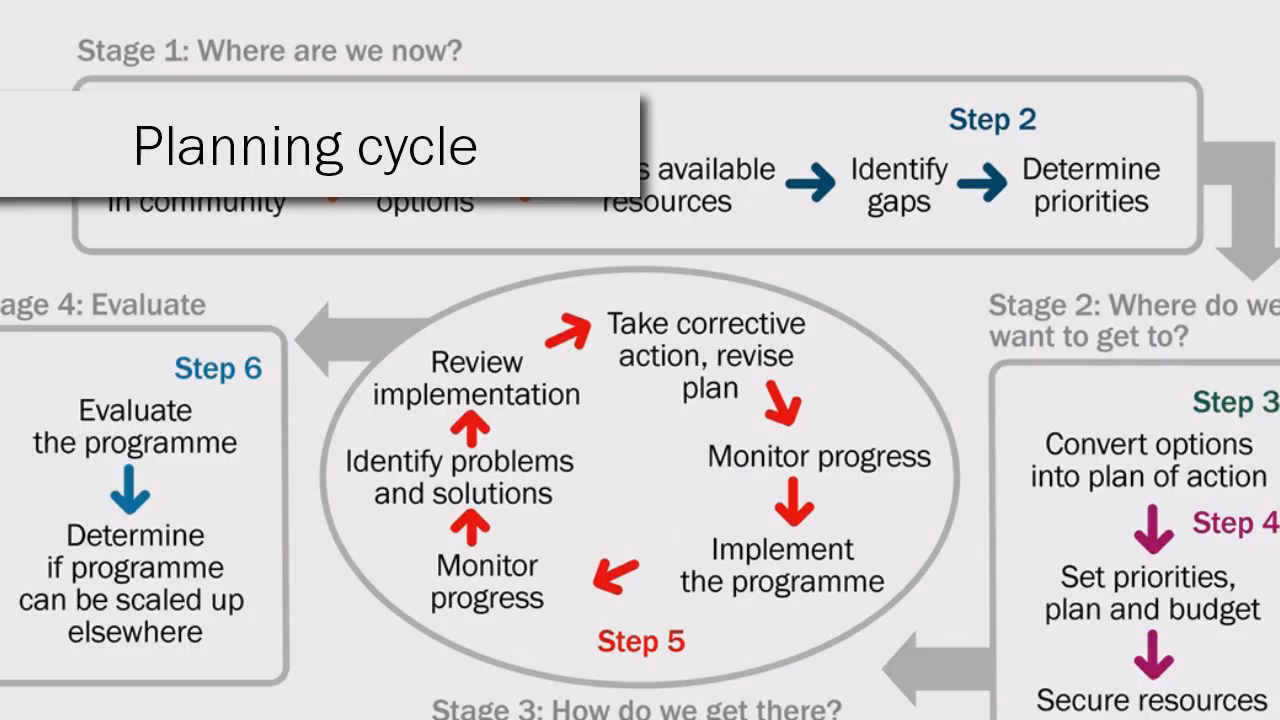 Stage 1: Where are we now?
Planning cycle
Step 2
s available
resources
Identify
gaps
Determine
priorities
in community
options
age 4: Evaluate
Step 6
Evaluate
the programme
Determine
if programme
can be scaled up
elsewhere
Take corrective
action, revise
plan
Review
implementation
Monitor progress
Identify problems
and solutions
Implement
the programme
Monitor
progress
Step 5
Stage 3: How do we get there?
Stage 2: Where do we
want to get to?
Step 3
Convert options
into plan of action
Step 4
Set priorities,
plan and budget
Secure resources